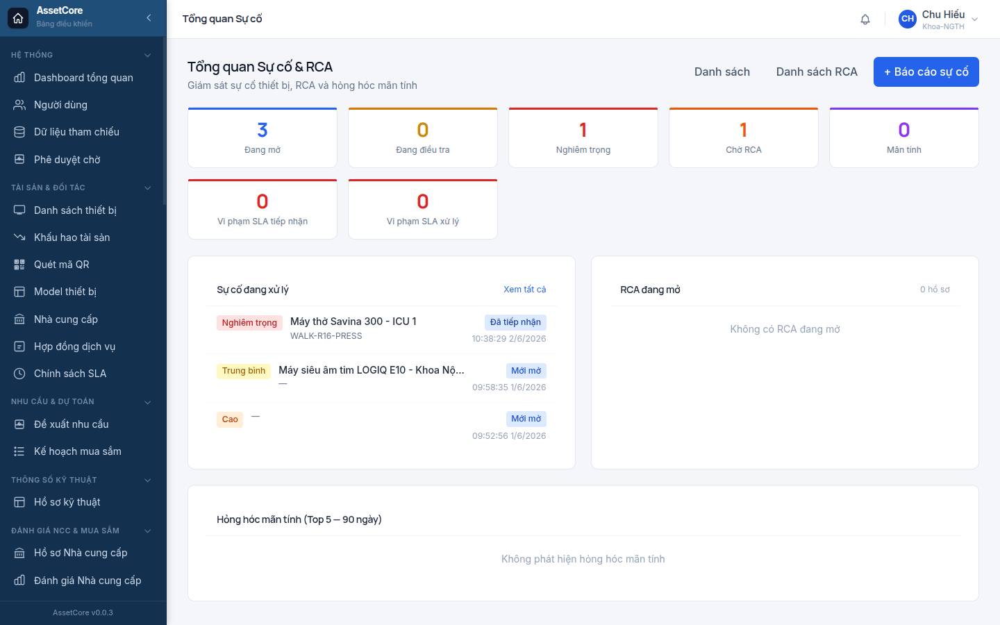 AssetCore
Bảng điều khiển
HỆ THỐNG
Dashboard tổng quan
Người dùng
Dữ liệu tham chiếu
Phê duyệt chờ
TÀI SẢN & ĐỐI TÁC
Danh sách thiết bị
Khấu hao tài sản
Quét mã QR
Model thiết bị
Nhà cung cấp
Hợp đồng dịch vụ
Chính sách SLA
NHU CẦU & DỰ TOÁN
Đề xuất nhu cầu
Kế hoạch mua sắm
THÔNG SỐ KỸ THUẬT
Hồ sơ kỹ thuật
ĐÁNH GIÁ NCC & MUA SẮM
Hồ sơ Nhà cung cấp
Đánh giá Nhà cung cấp
AssetCore v0.0.3
Tổng quan Sự cố
CH
Chu Hiếu
Khoa-NGTH
Tổng quan Sự cố & RCA
Giám sát sự cố thiết bị, RCA và hỏng hóc mãn tính
Danh sách
Danh sách RCA
+ Báo cáo sự cố
3
Đang mở
0
Đang điều tra
1
Nghiêm trọng
1
Chờ RCA
0
Mãn tính
0
Vi phạm SLA tiếp nhận
0
Vi phạm SLA xử lý
Sự cố đang xử lý
Xem tất cả
Nghiêm trọng
Máy thở Savina 300 - ICU 1
WALK-R16-PRESS
Đã tiếp nhận
10:38:29 2/6/2026
Trung bình
Máy siêu âm tim LOGIQ E10 - Khoa Nộ...
—
Mới mở
09:58:35 1/6/2026
Cao
—
Mới mở
09:52:56 1/6/2026
RCA đang mở
0 hồ sơ
Không có RCA đang mở
Hỏng hóc mãn tính (Top 5 — 90 ngày)
Không phát hiện hỏng hóc mãn tính